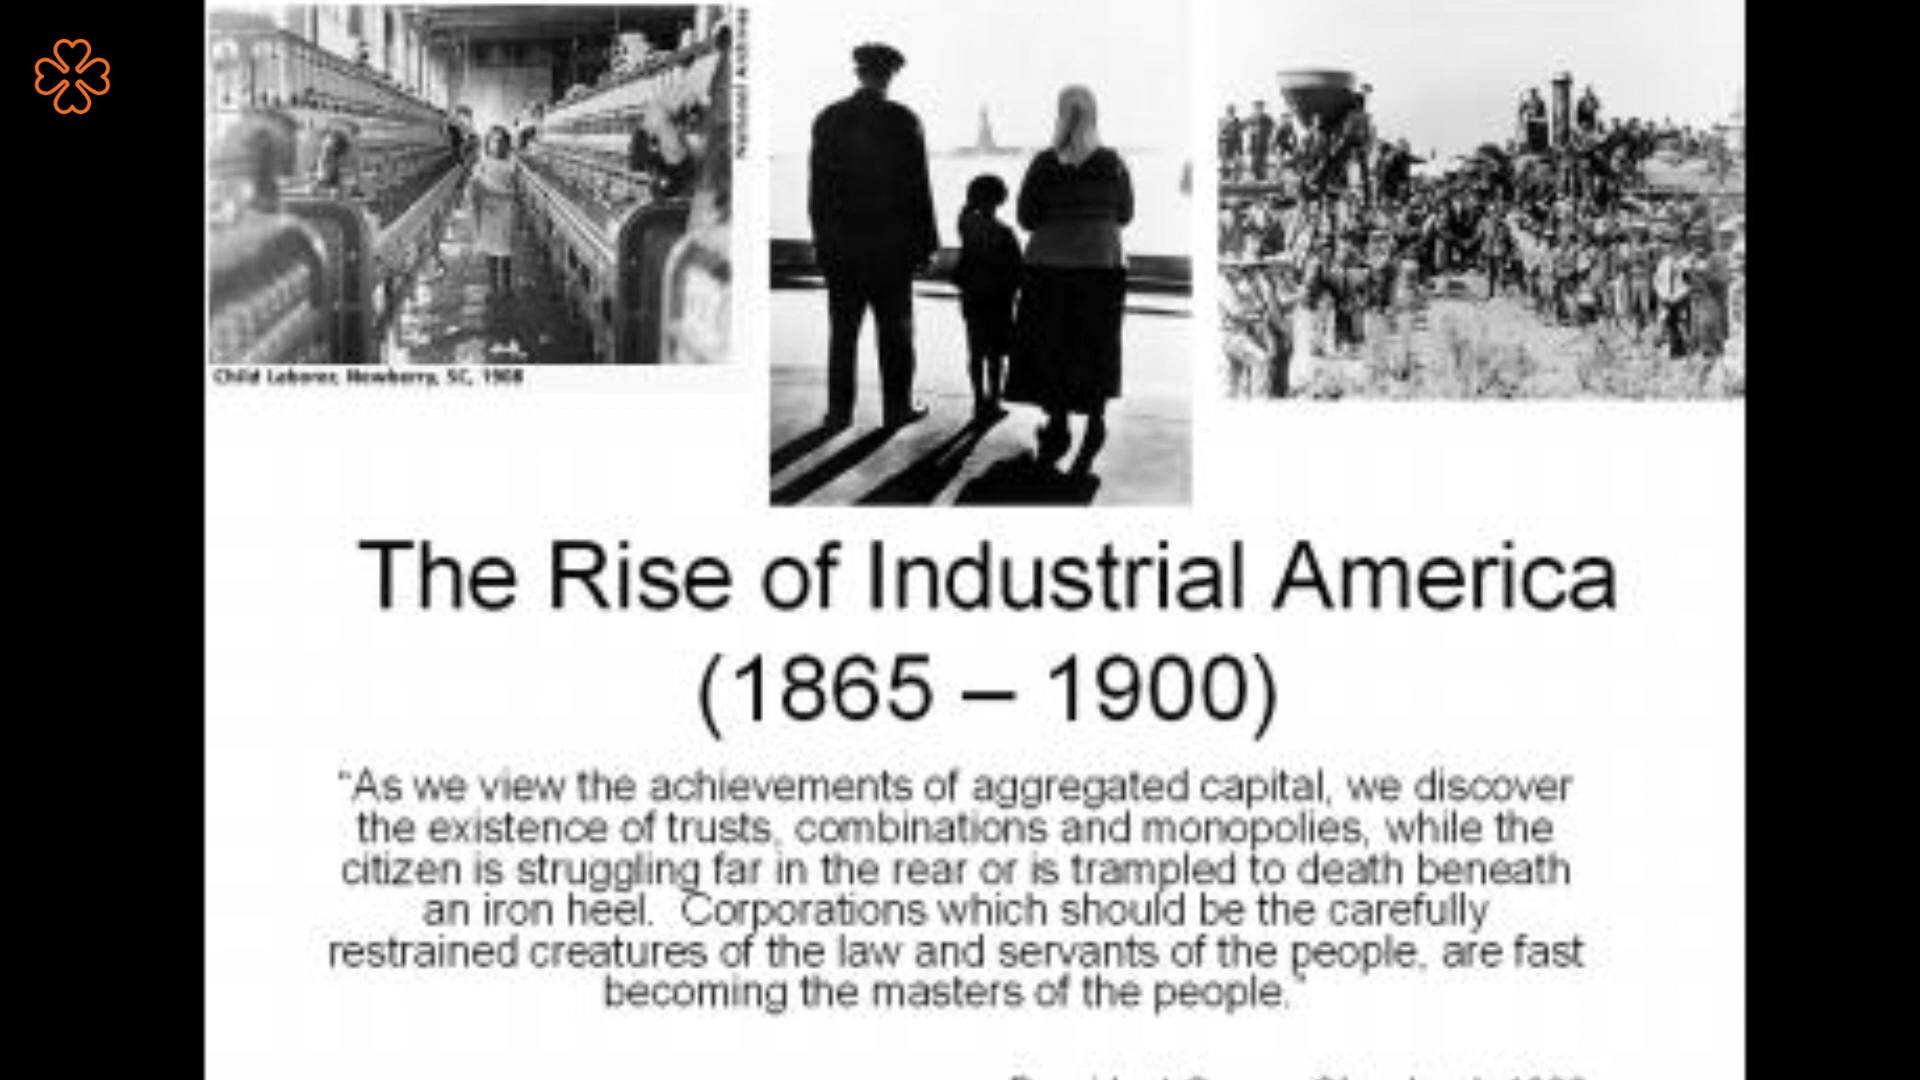 National Archives
Child Laborer, Newberry, SC, 1908
The Rise of Industrial America
(1865 – 1900)
“As we view the achievements of aggregated capital, we discover
the existence of trusts, combinations and monopolies, while the
citizen is struggling far in the rear or is trampled to death beneath
an iron heel. Corporations which should be the carefully
restrained creatures of the law and servants of the people, are fast
becoming the masters of the people.”